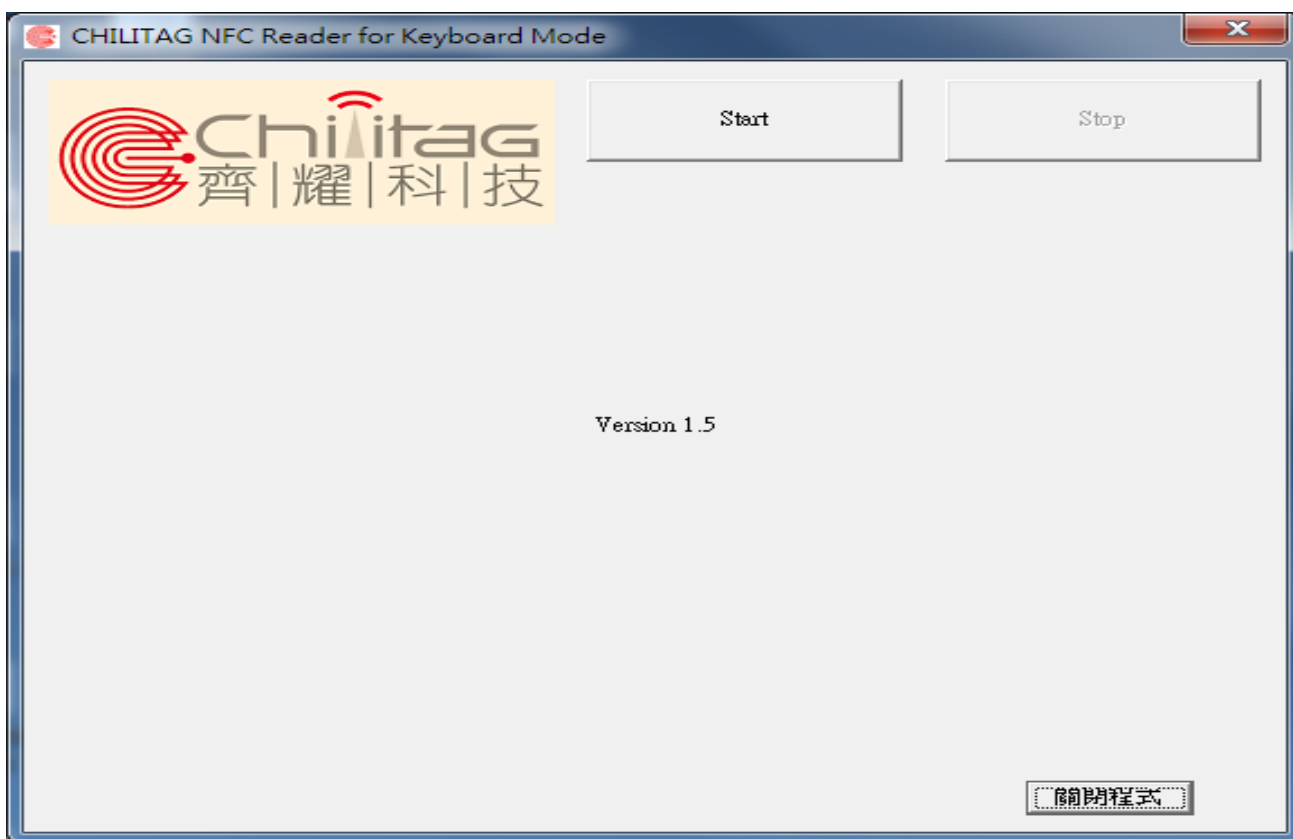 CHILITAG NFC Reader for Keyboard Mode
Chilitag
齊|耀|科|技
Start
Stop
Version 1.5
關閉程式